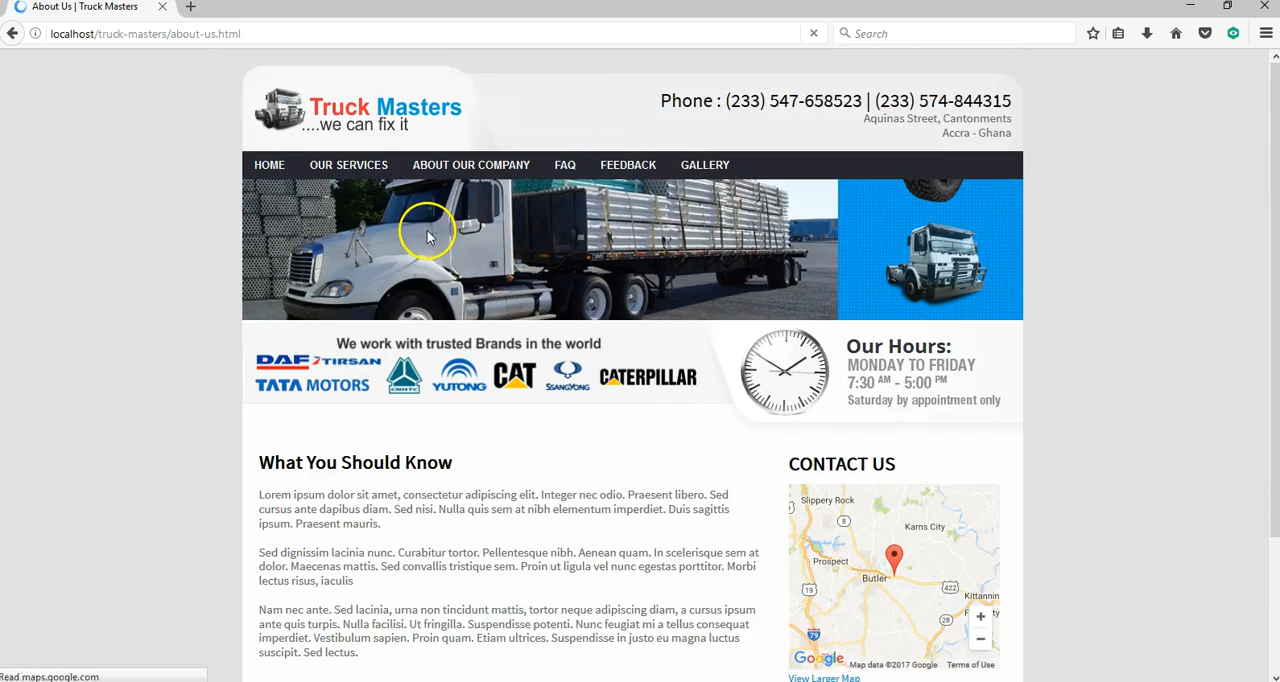 About Us | Truck Masters
localhost/truck-masters/about-us.html
Search
Truck Masters
....we can fix it
Phone : (233) 547-658523 | (233) 574-844315
Aquinas Street, Cantonments
Accra - Ghana
HOME OUR SERVICES ABOUT OUR COMPANY FAQ FEEDBACK GALLERY
We work with trusted Brands in the world
DAF TIRSAN
TATA MOTORS CNHTC YUTONG CAT SSANGYONG CATERPILLAR
Our Hours:
MONDAY TO FRIDAY
7:30 AM - 5:00 PM
Saturday by appointment only
What You Should Know
Lorem ipsum dolor sit amet, consectetur adipiscing elit. Integer nec odio. Praesent libero. Sed
cursus ante dapibus diam. Sed nisi. Nulla quis sem at nibh elementum imperdiet. Duis sagittis
ipsum. Praesent mauris.
Sed dignissim lacinia nunc. Curabitur tortor. Pellentesque nibh. Aenean quam. In scelerisque sem at
dolor. Maecenas mattis. Sed convallis tristique sem. Proin ut ligula vel nunc egestas porttitor. Morbi
lectus risus, iaculis
Nam nec ante. Sed lacinia, urna non tincidunt mattis, tortor neque adipiscing diam, a cursus ipsum
ante quis turpis. Nulla facilisi. Ut fringilla. Suspendisse potenti. Nunc feugiat mi a tellus consequat
imperdiet. Vestibulum sapien. Proin quam. Etiam ultrices. Suspendisse in justo eu magna luctus
suscipit. Sed lectus.
CONTACT US
Slippery Rock
8
Karns City
Prospect
Butler
422
19
Kittannin
28
79
Google
Map data ©2017 Google Terms of Use
View Larger Map
Read maps.google.com